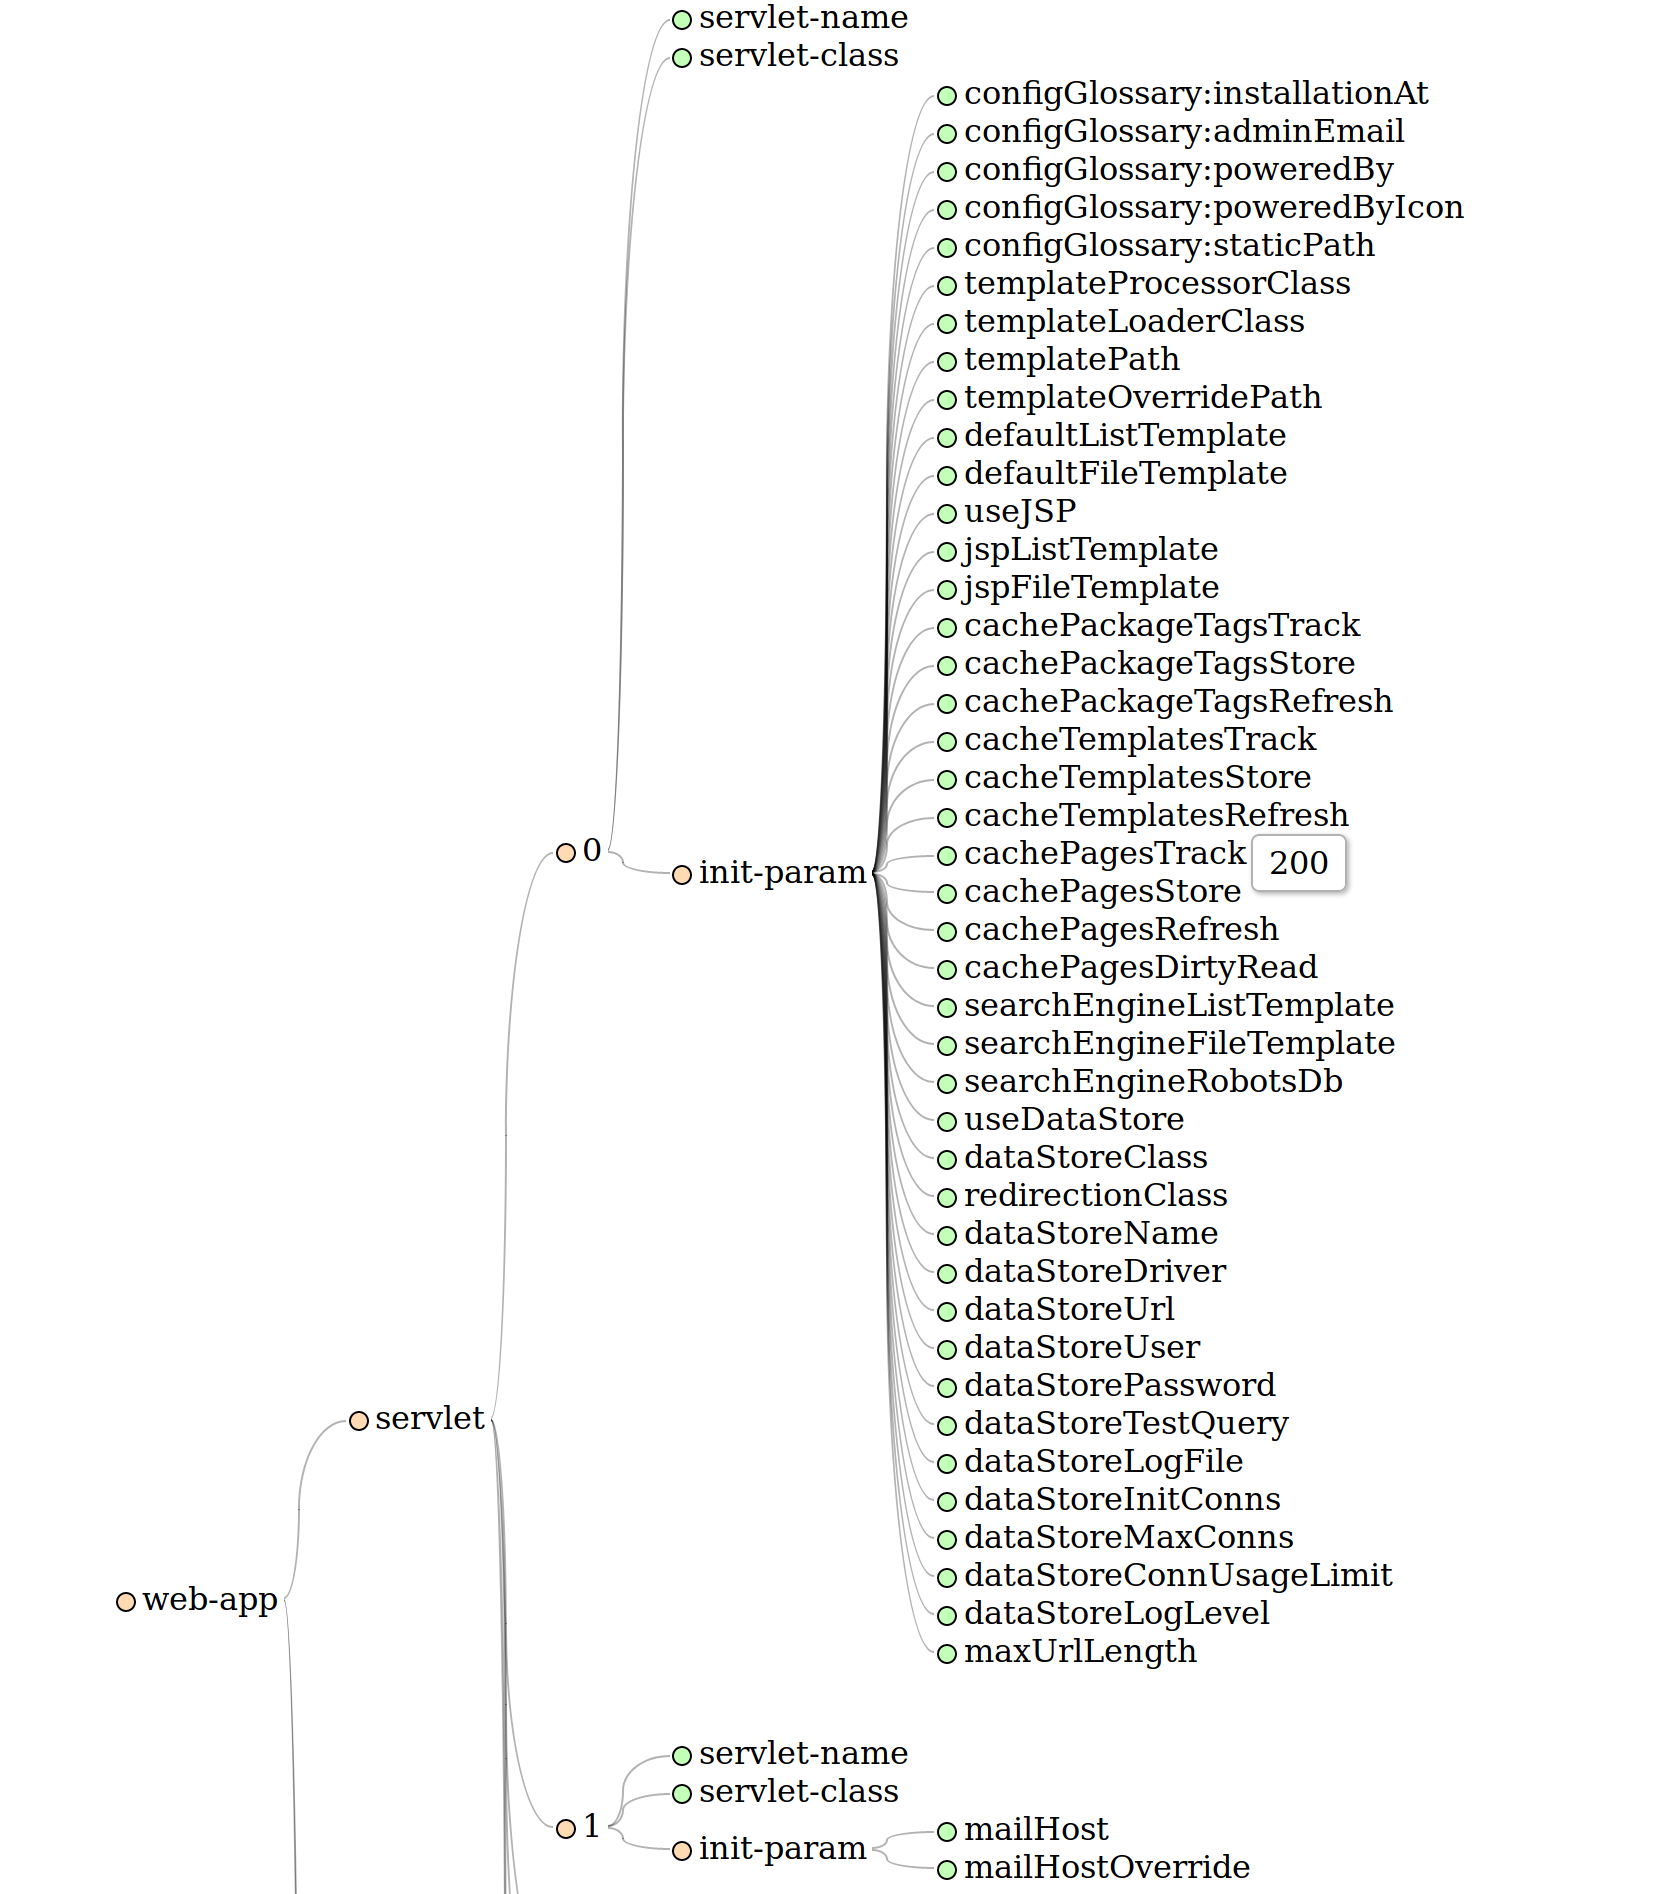 servlet-name
servlet-class
configGlossary:installationAt
configGlossary:adminEmail
configGlossary:poweredBy
configGlossary:poweredByIcon
configGlossary:staticPath
templateProcessorClass
templateLoaderClass
templatePath
templateOverridePath
defaultListTemplate
defaultFileTemplate
useJSP
jspListTemplate
jspFileTemplate
cachePackageTagsTrack
cachePackageTagsStore
cachePackageTagsRefresh
cacheTemplatesTrack
cacheTemplatesStore
cacheTemplatesRefresh
0
cachePagesTrack
200
init-param
cachePagesStore
cachePagesRefresh
cachePagesDirtyRead
searchEngineListTemplate
searchEngineFileTemplate
searchEngineRobotsDb
useDataStore
dataStoreClass
redirectionClass
dataStoreName
dataStoreDriver
dataStoreUrl
dataStoreUser
dataStorePassword
servlet
dataStoreTestQuery
dataStoreLogFile
dataStoreInitConns
dataStoreMaxConns
dataStoreConnUsageLimit
web-app
dataStoreLogLevel
maxUrlLength
servlet-name
servlet-class
1
init-param
mailHost
mailHostOverride